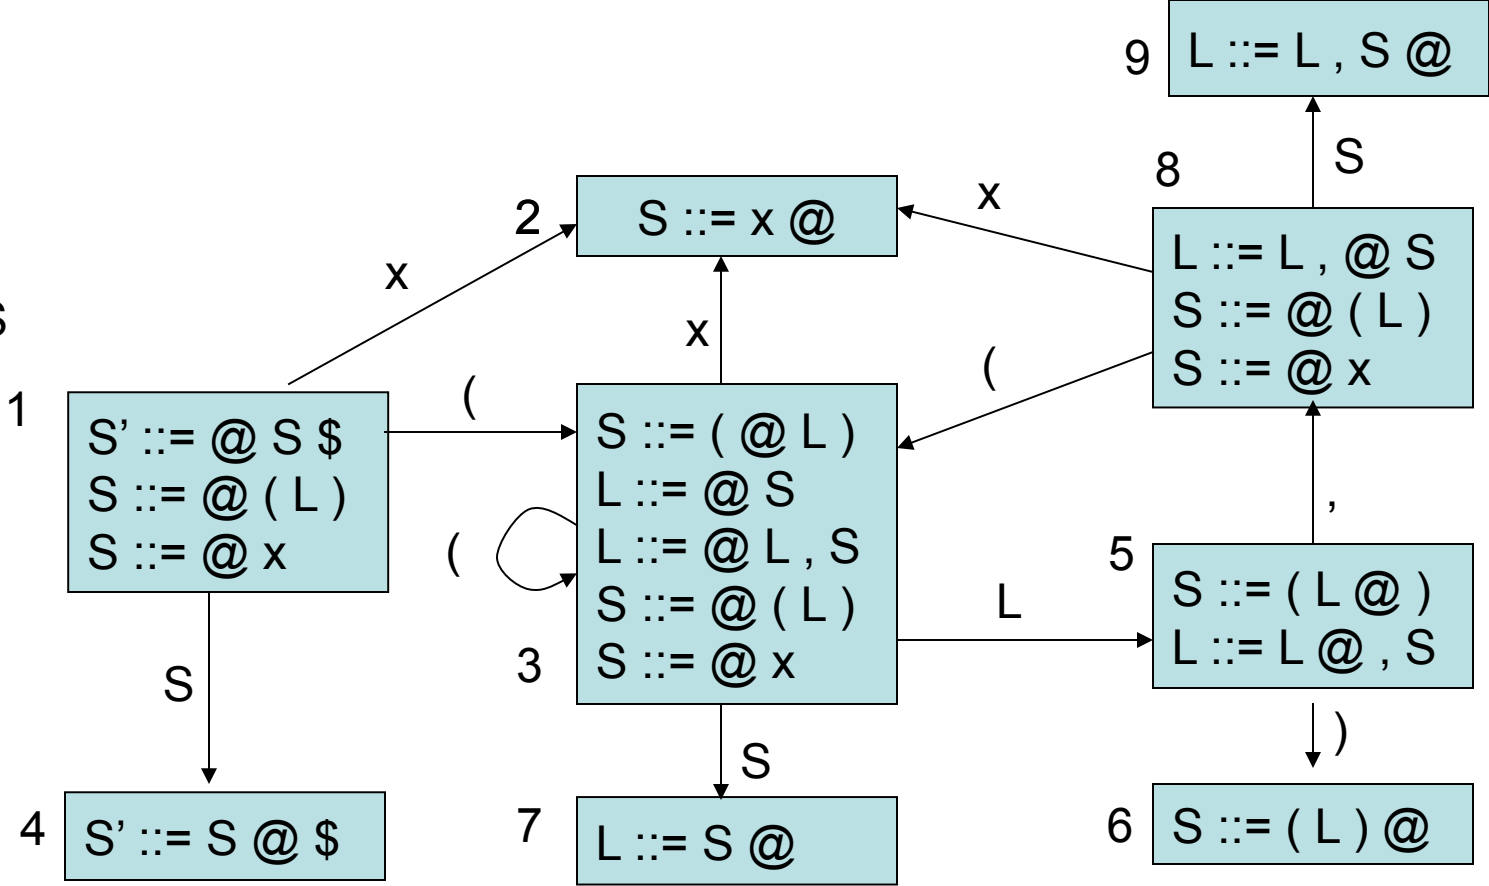 9
L ::= L , S @
S
8
2
S ::= x @
x
x
L ::= L , @ S
S ::= @ ( L )
S ::= @ x
x
(
(
1
S’ ::= @ S $
S ::= @ ( L )
S ::= @ x
S ::= ( @ L )
L ::= @ S
L ::= @ L , S
S ::= @ ( L )
S ::= @ x
(
3
,
5
S ::= ( L @ )
L ::= L @ , S
L
S
S
)
4
S’ ::= S @ $
7
L ::= S @
6
S ::= ( L ) @